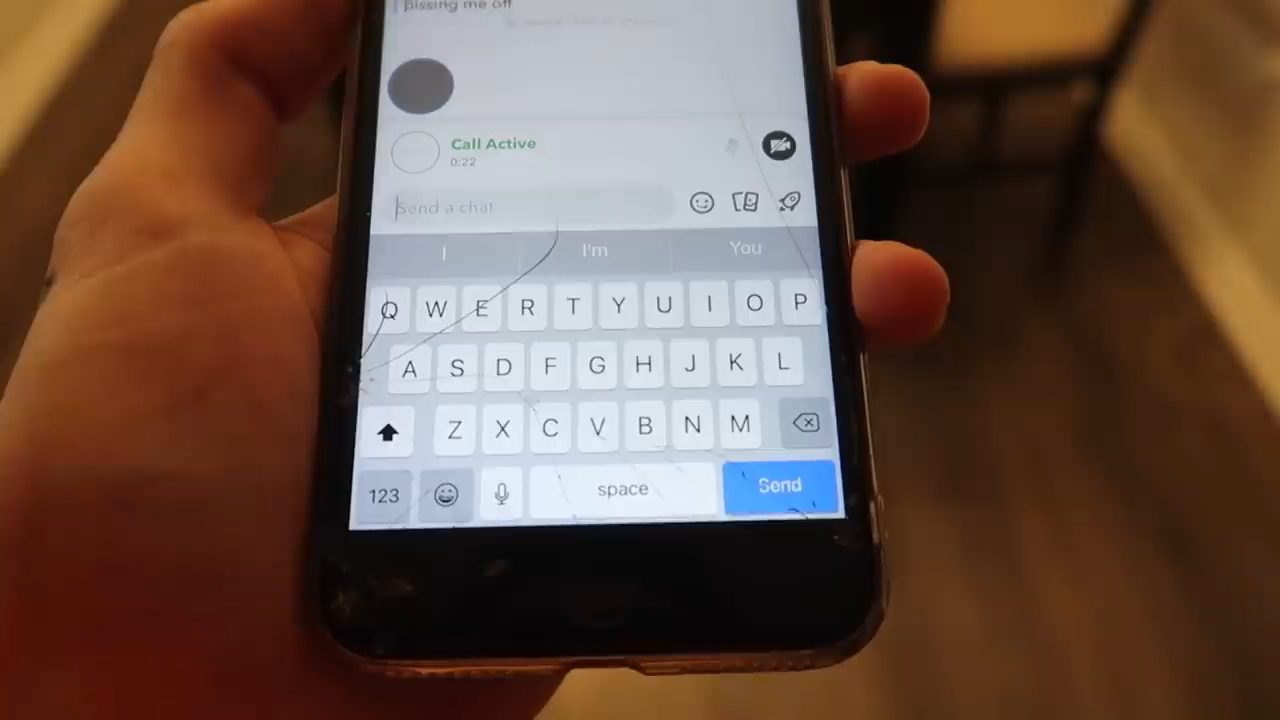 pissing me off
Call Active
0:22
Send a chat
I I'm You
Q W E R T Y U I O P
A S D F G H J K L
Z X C V B N M
123 space Send